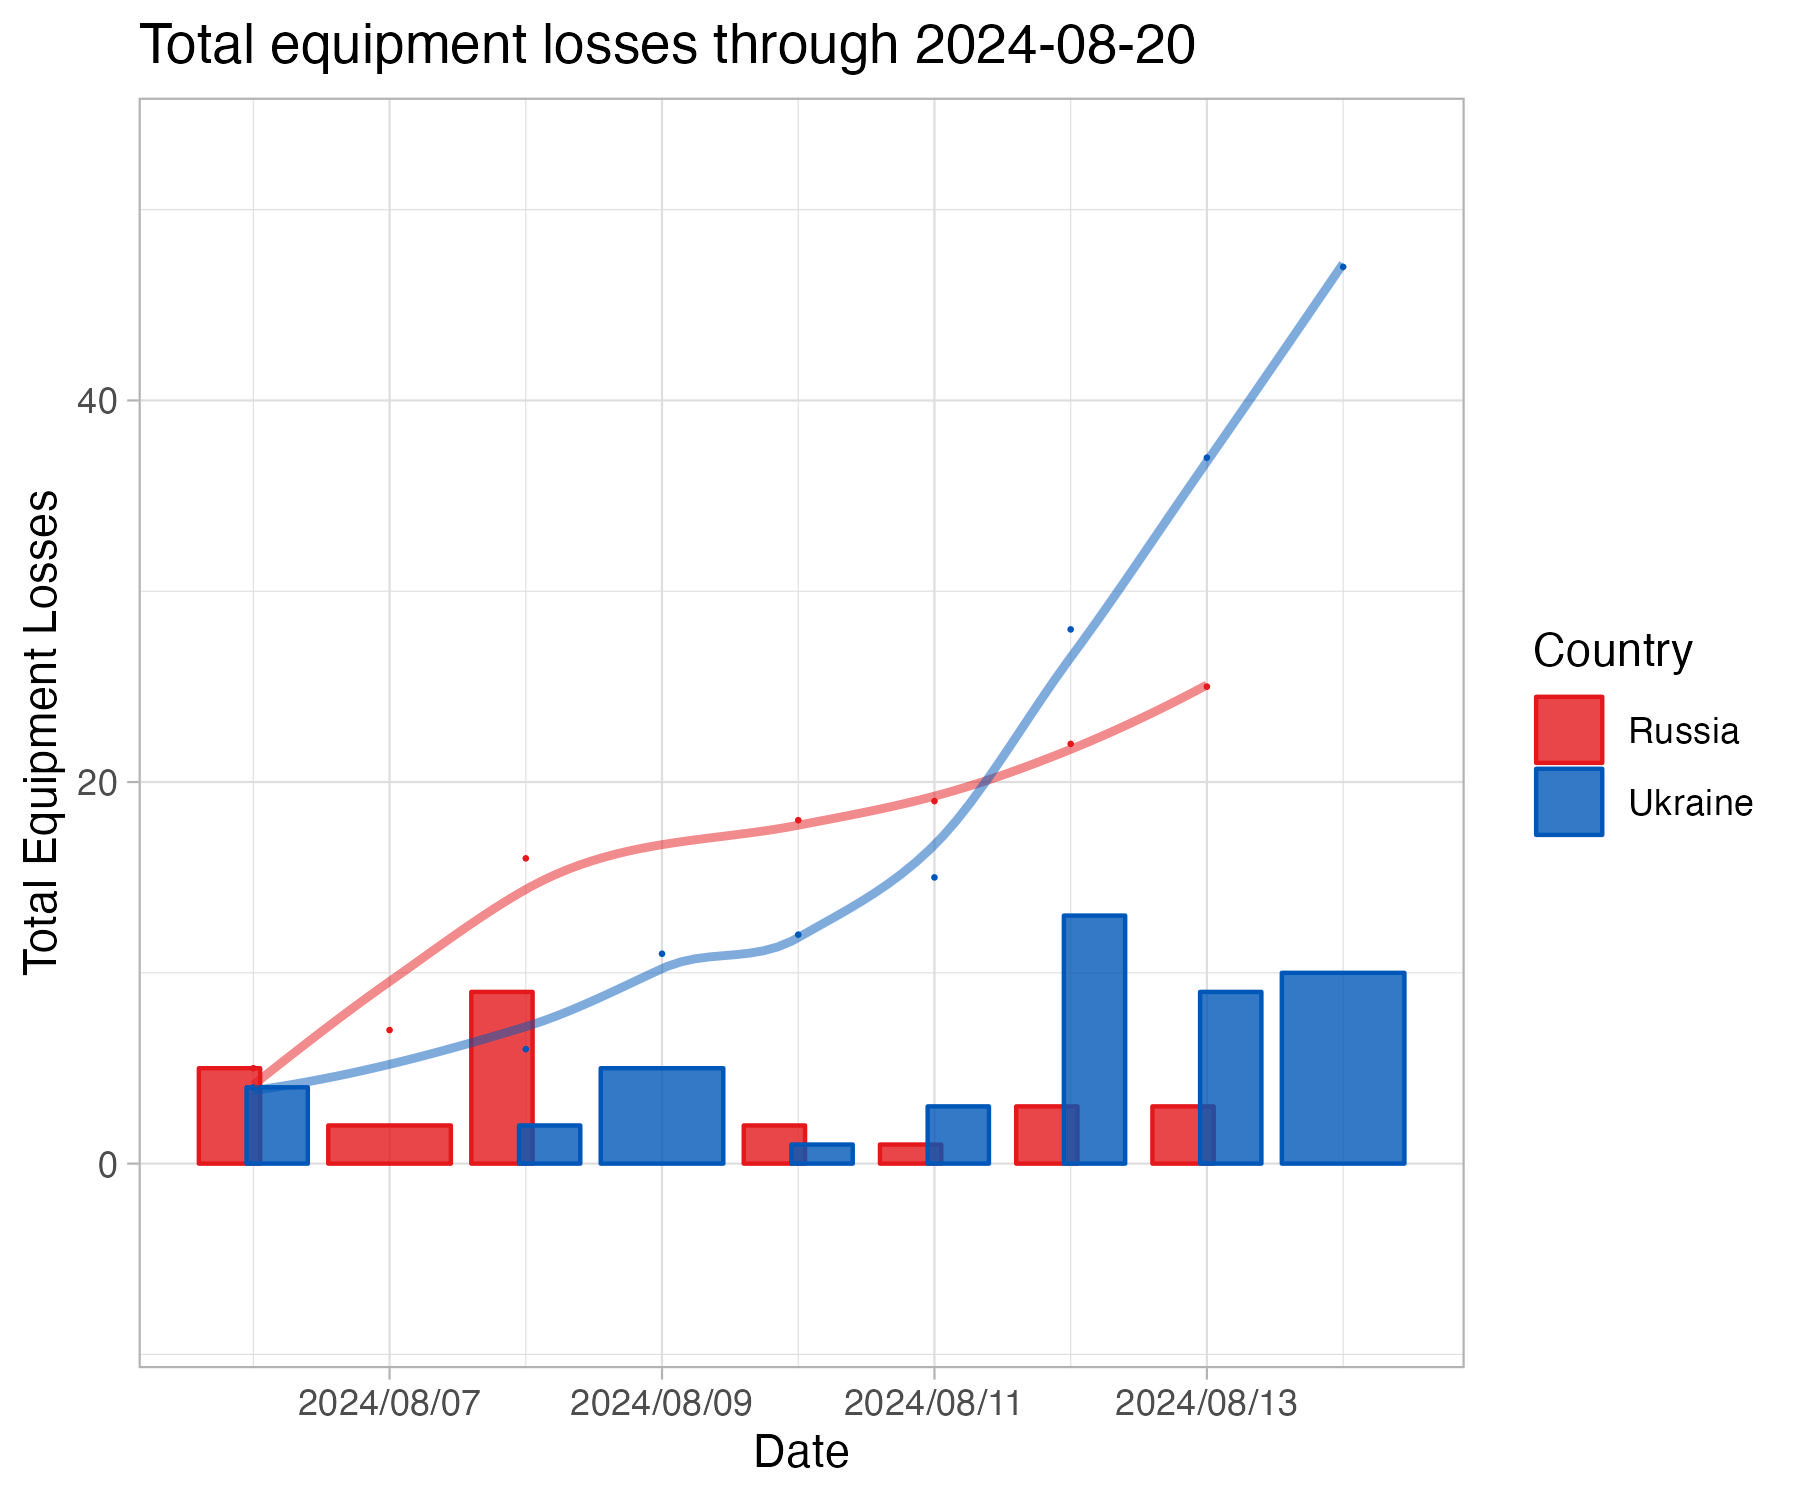 Total equipment losses through 2024-08-20
Total Equipment Losses
40
20
0
2024/08/07
2024/08/09
2024/08/11
2024/08/13
Date
Country
Russia
Ukraine